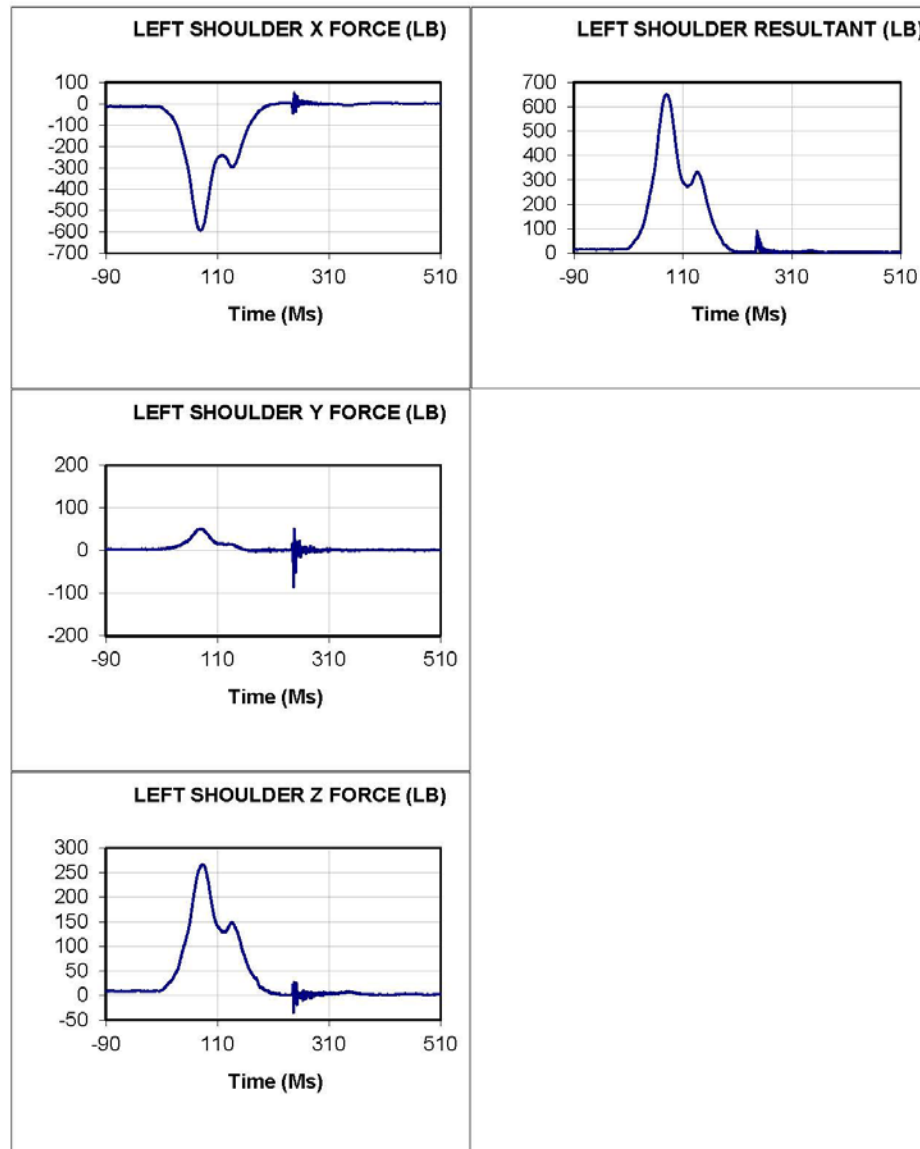 LEFT SHOULDER X FORCE (LB)
100
0
-100
-200
-300
-400
-500
-600
-700
-90 110 310 510
Time (Ms)
LEFT SHOULDER RESULTANT (LB)
700
600
500
400
300
200
100
0
-90 110 310 510
Time (Ms)
LEFT SHOULDER Y FORCE (LB)
200
100
0
-100
-200
-90 110 310 510
Time (Ms)
LEFT SHOULDER Z FORCE (LB)
300
250
200
150
100
50
0
-50
-90 110 310 510
Time (Ms)